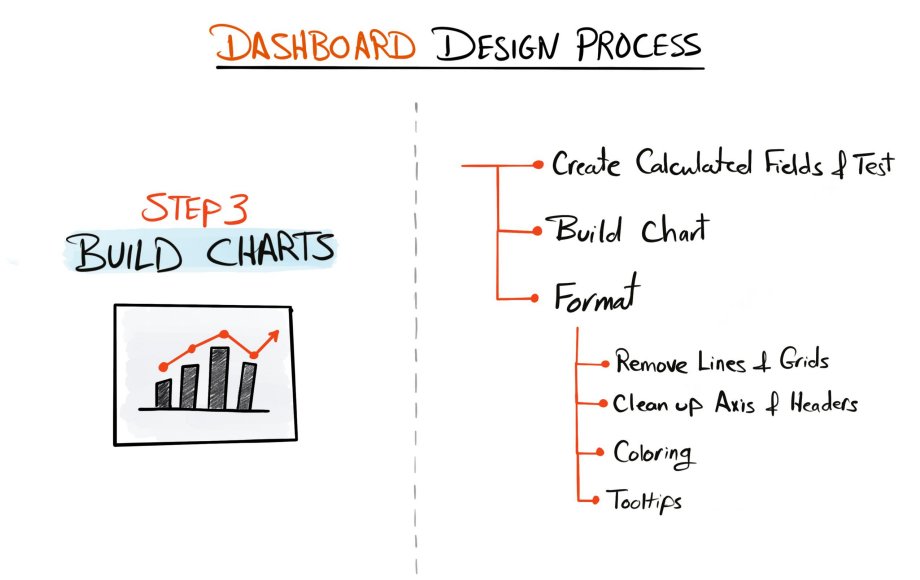 DASHBOARD DESIGN PROCESS
STEP 3
BUILD CHARTS
Create Calculated Fields & Test
Build Chart
Format
Remove Lines & Grids
Clean up Axis & Headers
Coloring
Tooltips